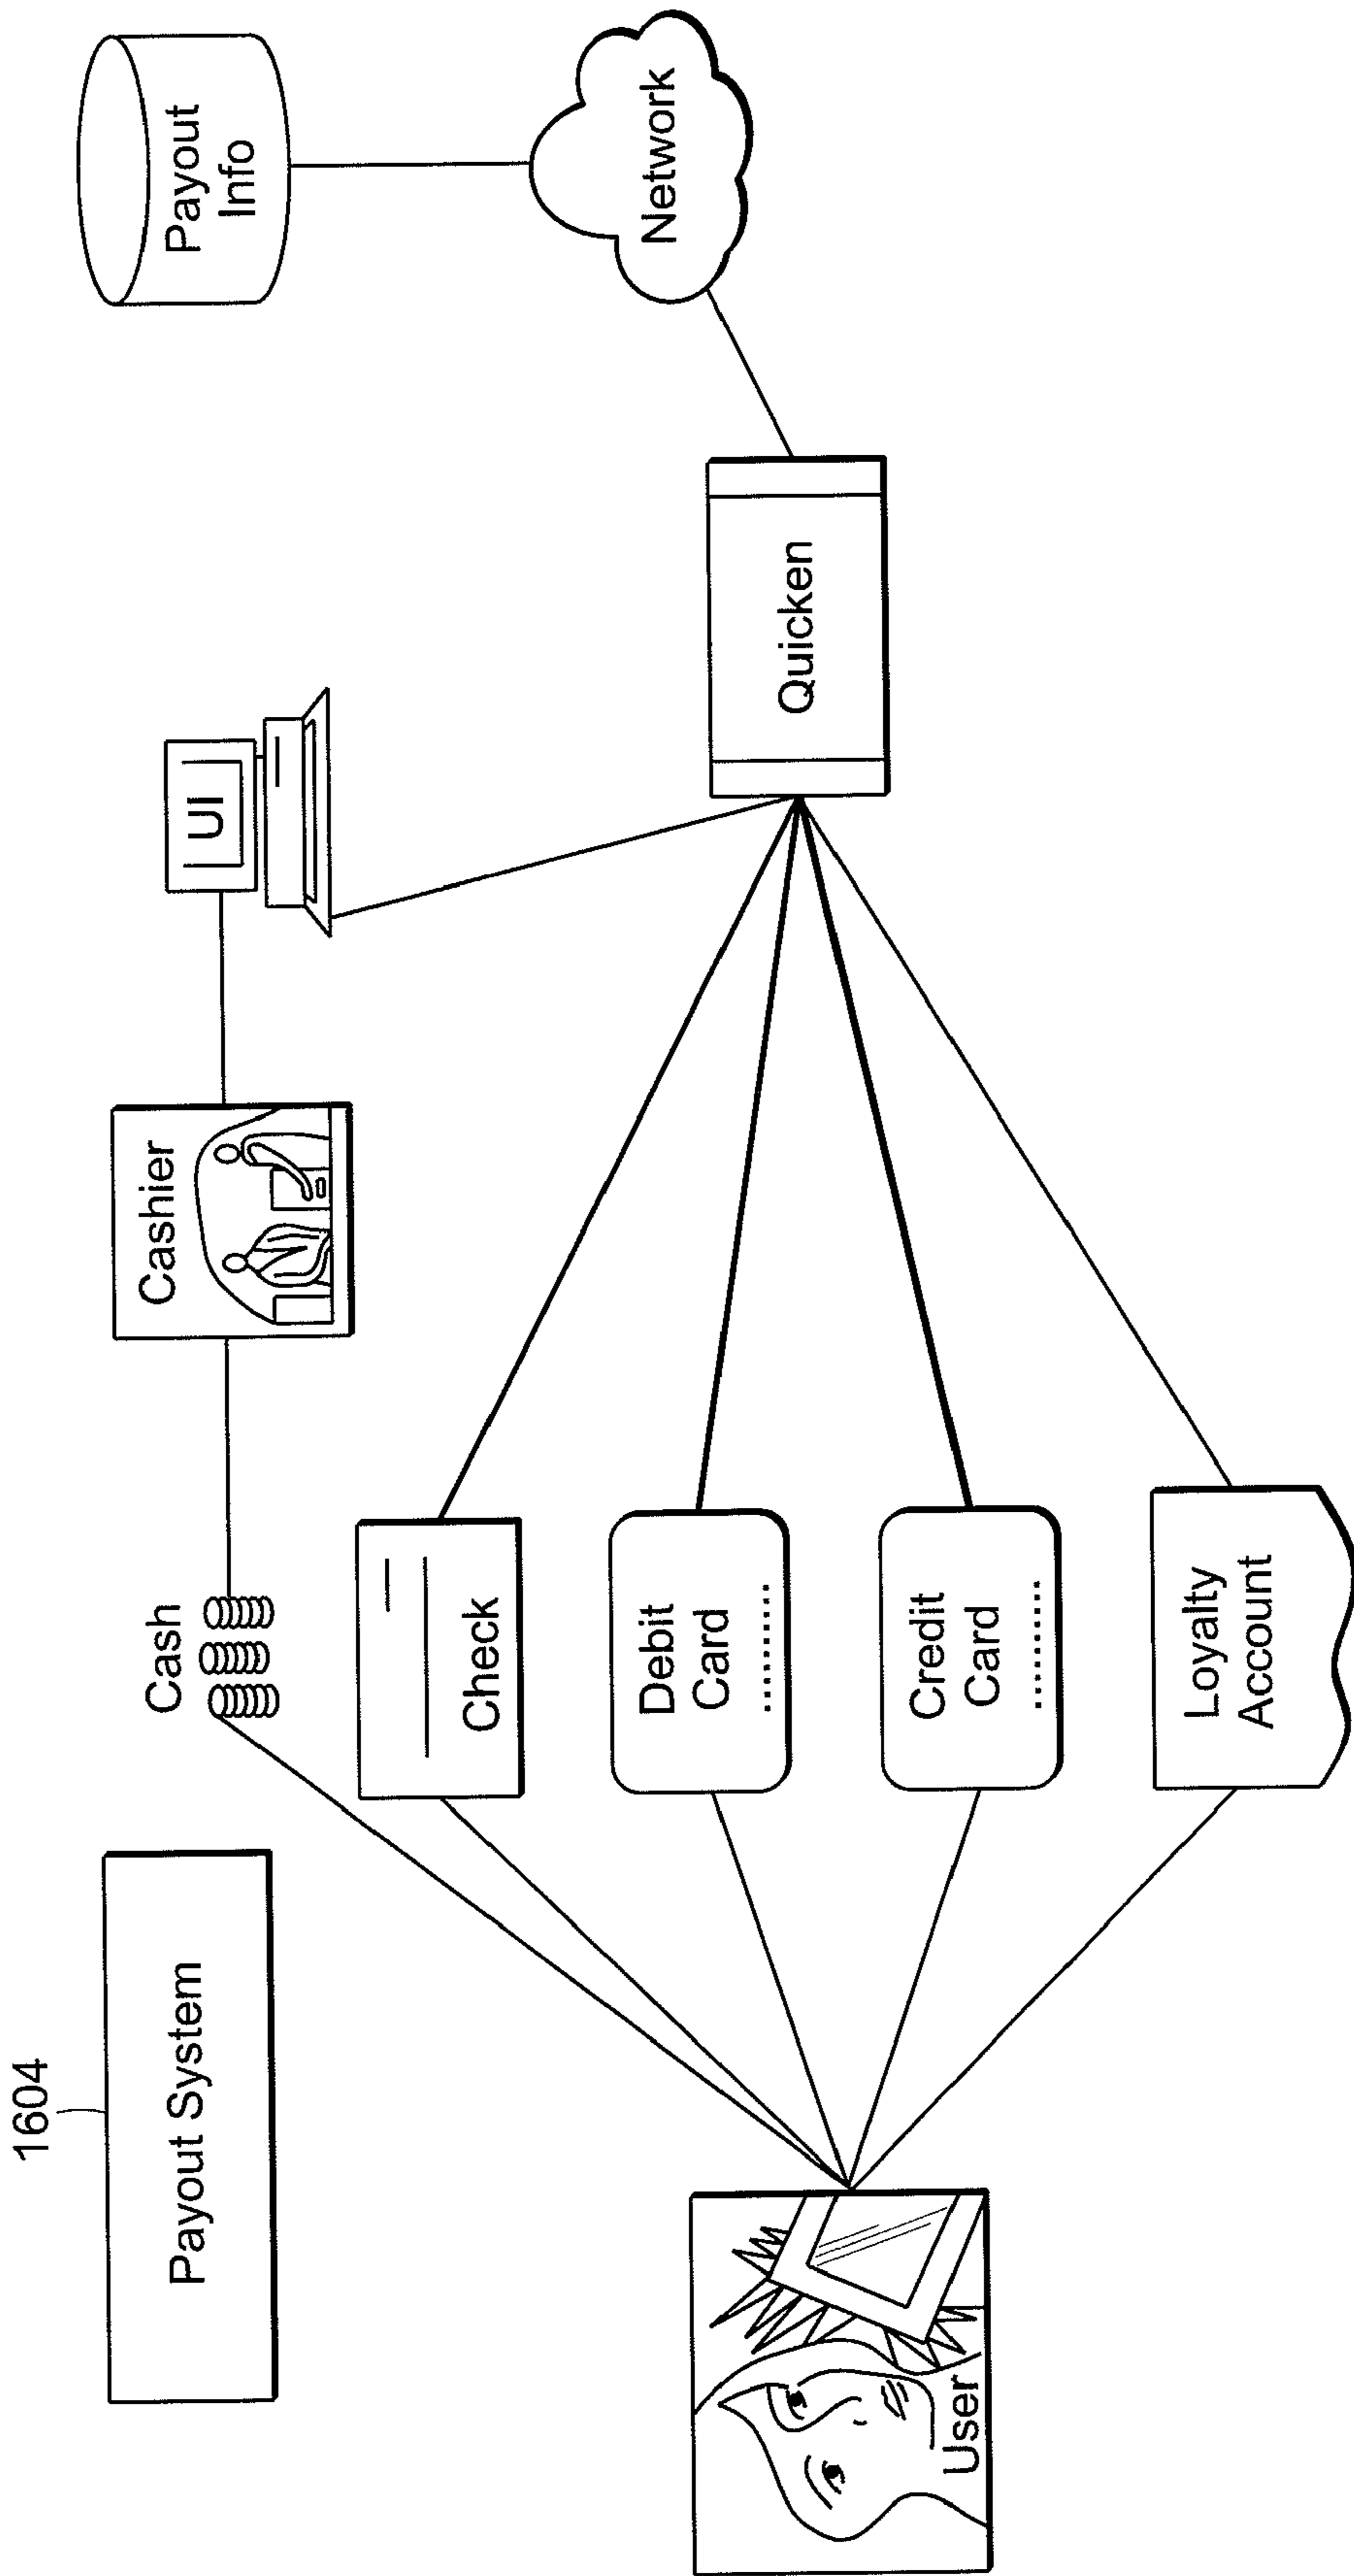 1604
Payout System
Cash
Cashier
UI
Payout
Info
Check
User
Debit
Card
..........
Quicken
Network
Credit
Card
..........
Loyalty
Account